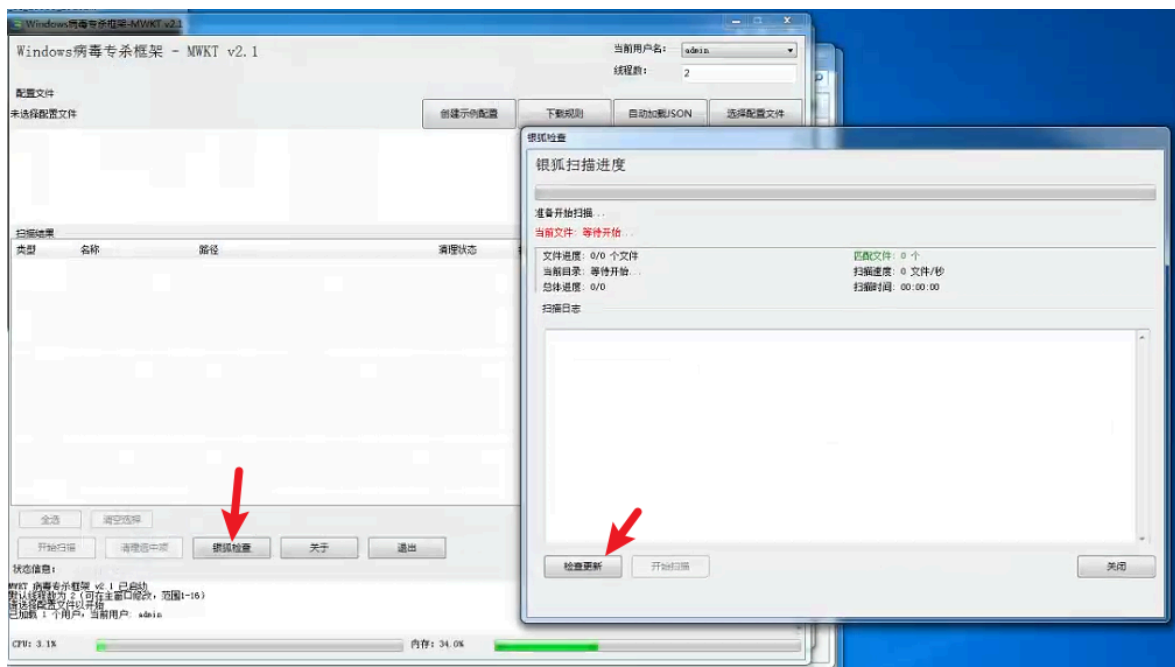 Windows病毒专杀框架-MWKT v2.1
Windows病毒专杀框架 - MWKT v2.1
当前用户名: admin
线程数: 2
配置文件
未选择配置文件
创建示例配置 下载规则 自动加载JSON 选择配置文件
扫描结果
类型 名称 路径 清理状态
全选 清空选择
开始扫描 清理选中项 银狐检查 关于 退出
状态信息:
MWKT 病毒专杀框架 v2.1 已启动
默认线程数为 2 (可在主窗口修改, 范围1-16)
请选择配置文件以开始
已加载 1 个用户, 当前用户: admin
CPU: 3.1% 内存: 34.0%
银狐检查
银狐扫描进度
准备开始扫描...
当前文件: 等待开始...
文件进度: 0/0 个文件 匹配文件: 0 个
当前目录: 等待开始... 扫描速度: 0 文件/秒
总体进度: 0/0 扫描时间: 00:00:00
扫描日志
检查更新 开始扫描 关闭